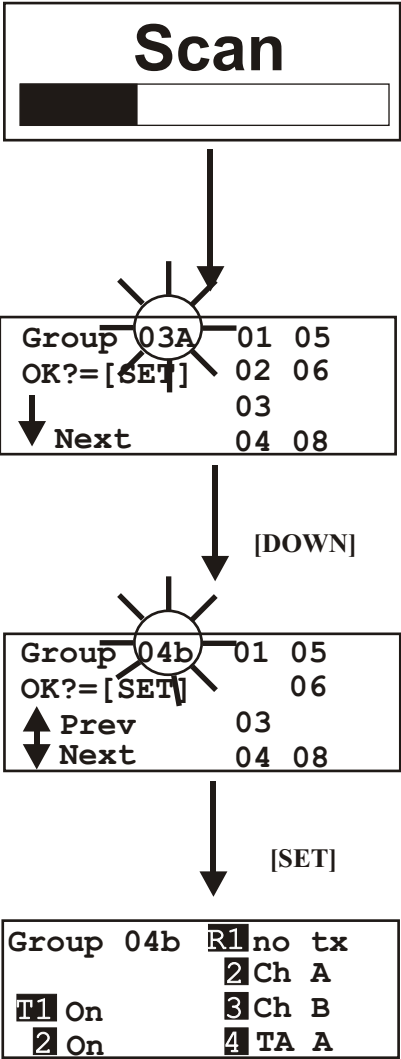 Scan
Group 03A 01 05
OK?=[SET] 02 06
03
Next 04 08
[DOWN]
Group 04b 01 05
OK?=[SET] 06
Prev 03
Next 04 08
[SET]
Group 04b R1 no tx
2 Ch A
T1 On 3 Ch B
2 On 4 TA A